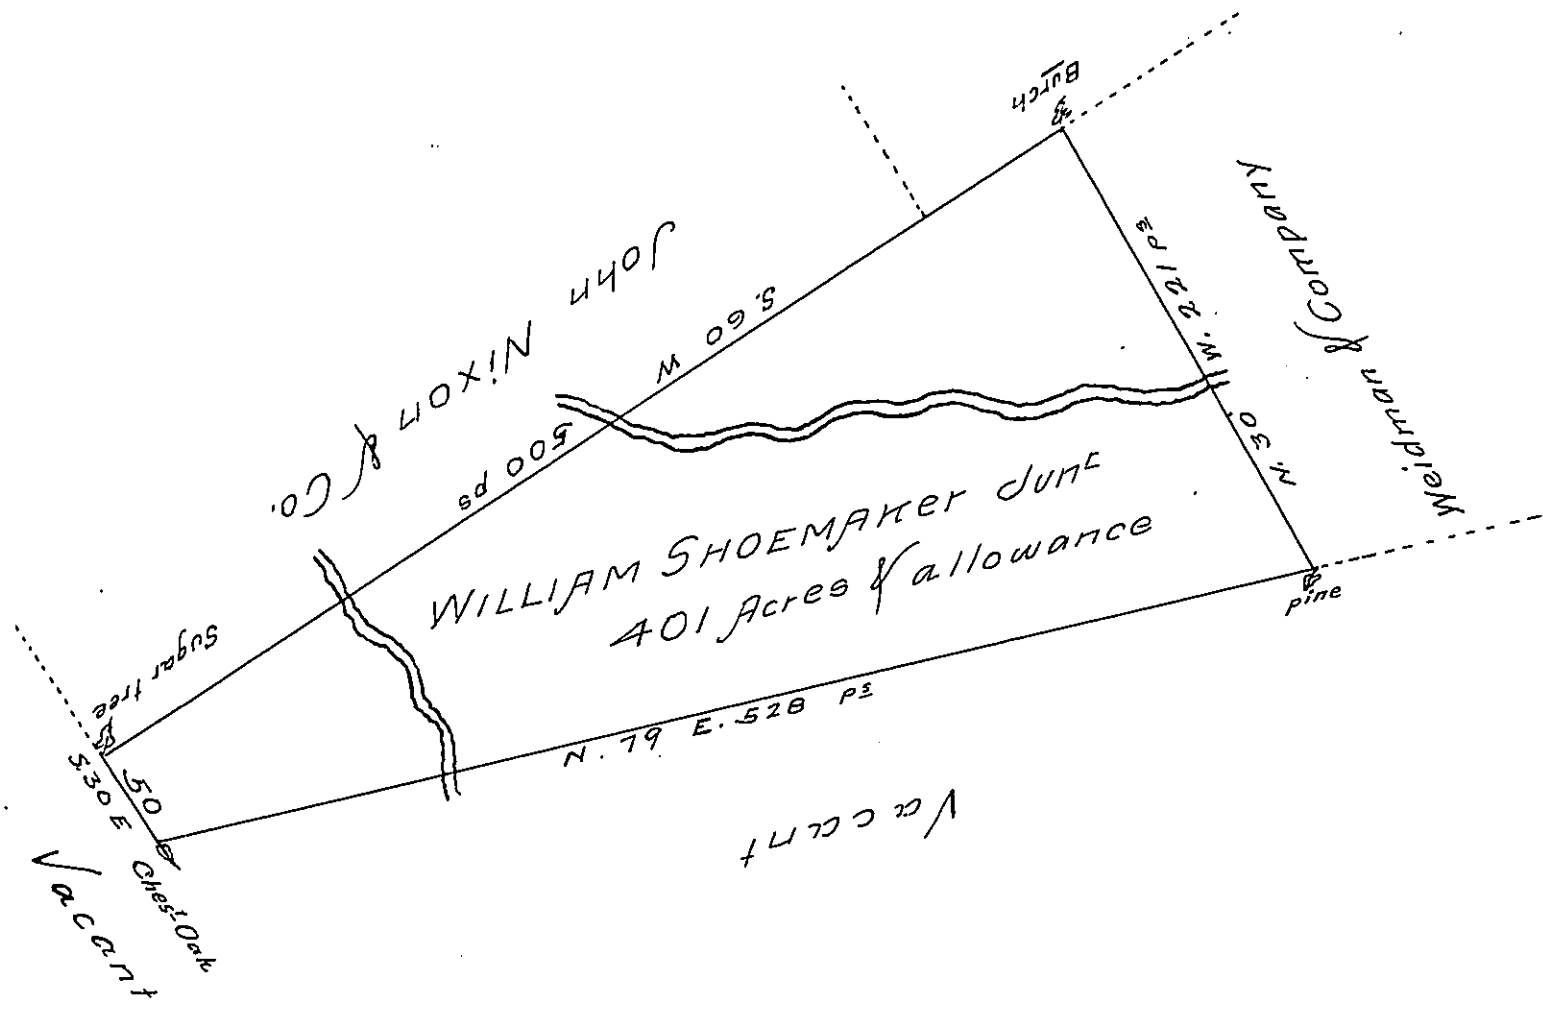 Burch
John Nixon & Co.
S. 60 W
500 ps
N. 30. W. 221 ps
Weidman & Company
WILLIAM SHOEMAKER Junr
401 Acres & allowance
Sugar tree
S.30 E
50
Chest Oak
Vacant
N. 79 E. 528 ps
pine
Vacant